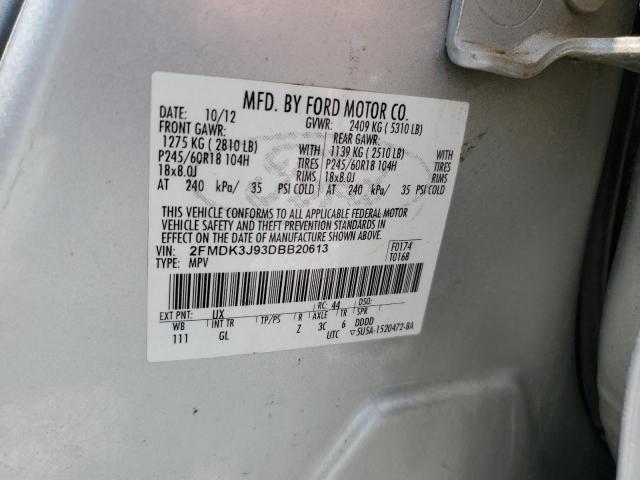 MFD. BY FORD MOTOR CO.
DATE: 10/12 GVWR: 2409 KG ( 5310 LB)
FRONT GAWR: REAR GAWR:
1275 KG ( 2810 LB) 1139 KG ( 2510 LB)
P245/60R18 104H TIRES P245/60R18 104H TIRES
18x8.0J RIMS 18x8.0J RIMS
AT 240 kPa/ 35 PSI COLD AT 240 kPa/ 35 PSI COLD
THIS VEHICLE CONFORMS TO ALL APPLICABLE FEDERAL MOTOR
VEHICLE SAFETY AND THEFT PREVENTION STANDARDS IN
EFFECT ON THE DATE OF MANUFACTURE SHOWN ABOVE.
VIN: 2FMDK3J93DBB20613 F0174
TYPE: MPV T0168
EXT PNT: UX RC: 44 DSO:
WB INT TR TP/PS R AXLE TR SPR
111 GL Z 3C 6 DDDD
UTC ▽5U5A-1520472-BA